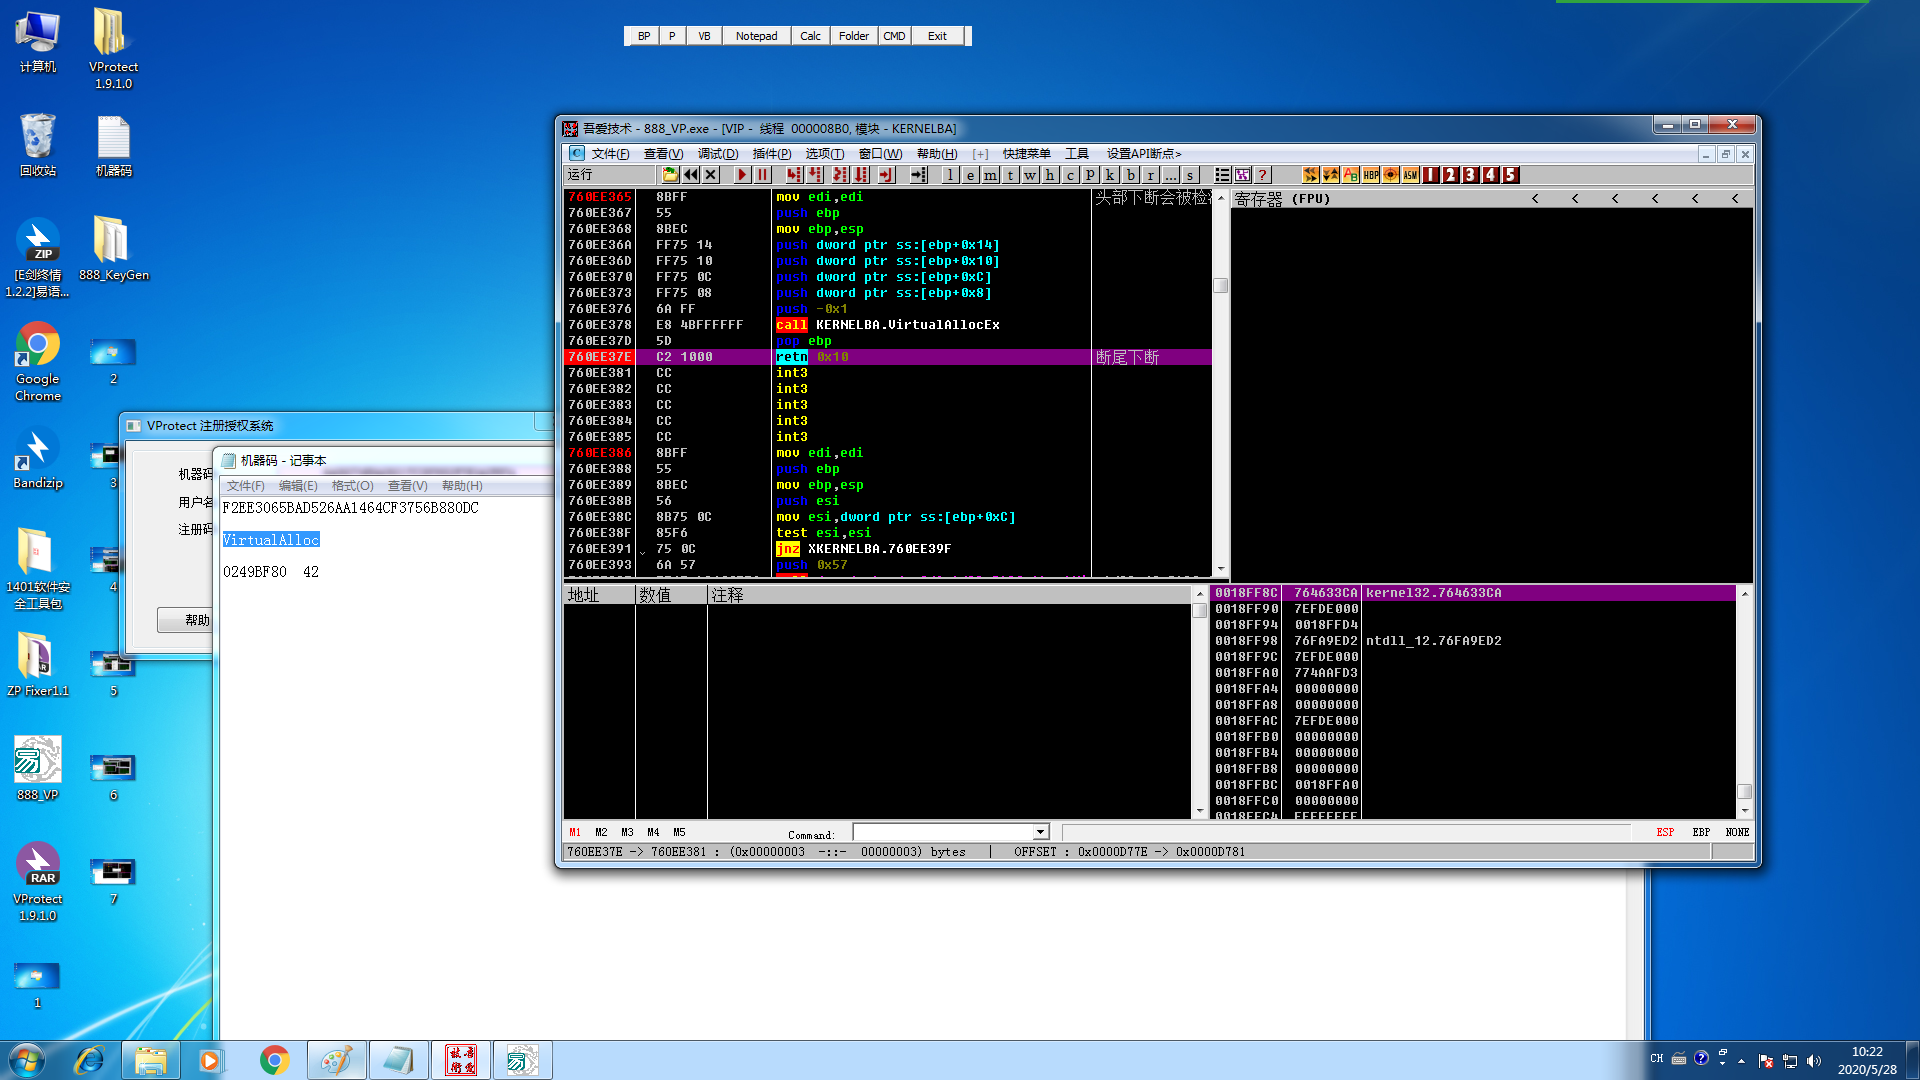 计算机
VProtect 1.9.1.0
回收站
机器码
ZIP
[E剑终情
1.2.2]易语...
888_KeyGen
Google
Chrome
2
Bandizip
3
1401软件安
全工具包
4
ZP Fixer1.1
5
888_VP
6
RAR
VProtect
1.9.1.0
7
1
BP P VB Notepad Calc Folder CMD Exit
VProtect 注册授权系统
机器码
用户名
注册码
帮助
机器码 - 记事本
文件(F) 编辑(E) 格式(O) 查看(V) 帮助(H)
F2EE3065BAD526AA1464CF3756B880DC
VirtualAlloc
0249BF80 42
吾爱技术 - 888_VP.exe - [VIP - 线程 000008B0, 模块 - KERNELBA]
文件(F) 查看(V) 调试(D) 插件(P) 选项(T) 窗口(W) 帮助(H) [+] 快捷菜单 工具 设置API断点>
运行 l e m t w h c p k b r ... s ? HBP ASM 1 2 3 4 5
760EE365 8BFF mov edi,edi 头部下断会被检
760EE367 55 push ebp
760EE368 8BEC mov ebp,esp
760EE36A FF75 14 push dword ptr ss:[ebp+0x14]
760EE36D FF75 10 push dword ptr ss:[ebp+0x10]
760EE370 FF75 0C push dword ptr ss:[ebp+0xC]
760EE373 FF75 08 push dword ptr ss:[ebp+0x8]
760EE376 6A FF push -0x1
760EE378 E8 4BFFFFFF call KERNELBA.VirtualAllocEx
760EE37D 5D pop ebp
760EE37E C2 1000 retn 0x10 断尾下断
760EE381 CC int3
760EE382 CC int3
760EE383 CC int3
760EE384 CC int3
760EE385 CC int3
760EE386 8BFF mov edi,edi
760EE388 55 push ebp
760EE389 8BEC mov ebp,esp
760EE38B 56 push esi
760EE38C 8B75 0C mov esi,dword ptr ss:[ebp+0xC]
760EE38F 85F6 test esi,esi
760EE391 75 0C jnz XKERNELBA.760EE39F
760EE393 6A 57 push 0x57
寄存器 (FPU) < < < < < <
地址 数值 注释
0018FF8C 764633CA kernel32.764633CA
0018FF90 7EFDE000
0018FF94 0018FFD4
0018FF98 76FA9ED2 ntdll_12.76FA9ED2
0018FF9C 7EFDE000
0018FFA0 774AAFD3
0018FFA4 00000000
0018FFA8 00000000
0018FFAC 7EFDE000
0018FFB0 00000000
0018FFB4 00000000
0018FFB8 00000000
0018FFBC 0018FFA0
0018FFC0 00000000
0018FFC4 FFFFFFFF
M1 M2 M3 M4 M5 Command: ESP EBP NONE
760EE37E -> 760EE381 : (0x00000003 -::- 00000003) bytes | OFFSET : 0x0000D77E -> 0x0000D781
CH
10:22
2020/5/28